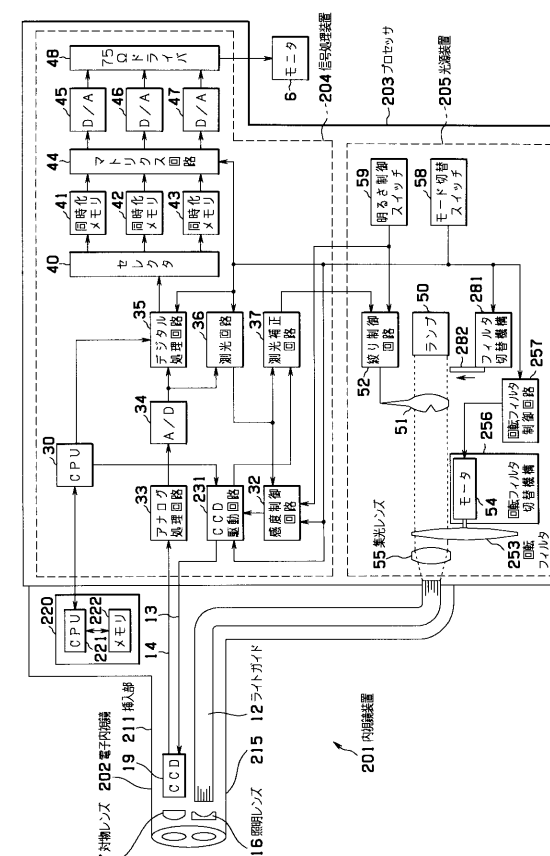 48
75Ωドライバ
6 モニタ
45
D/A
46
D/A
47
D/A
44
マトリクス回路
41
同時化メモリ
42
同時化メモリ
43
同時化メモリ
40
セレクタ
35
デジタル処理回路
36
測光回路
37
測光補正回路
34
A/D
30
CPU
33
アナログ処理回路
231
CCD駆動回路
32
感度制御回路
204 信号処理装置
203 プロセッサ
205 光源装置
59
明るさ制御スイッチ
58
モード切替スイッチ
52
絞り制御回路
50
ランプ
282
281
フィルタ切替機構
257
回転フィルタ制御回路
256
回転フィルタ切替機構
モータ
54
51
253 回転フィルタ
55 集光レンズ
220
CPU
221
222
メモリ
13
14
12 ライトガイド
201 内視鏡装置
211 挿入部
202 電子内視鏡
19
CCD
215
対物レンズ
16 照明レンズ